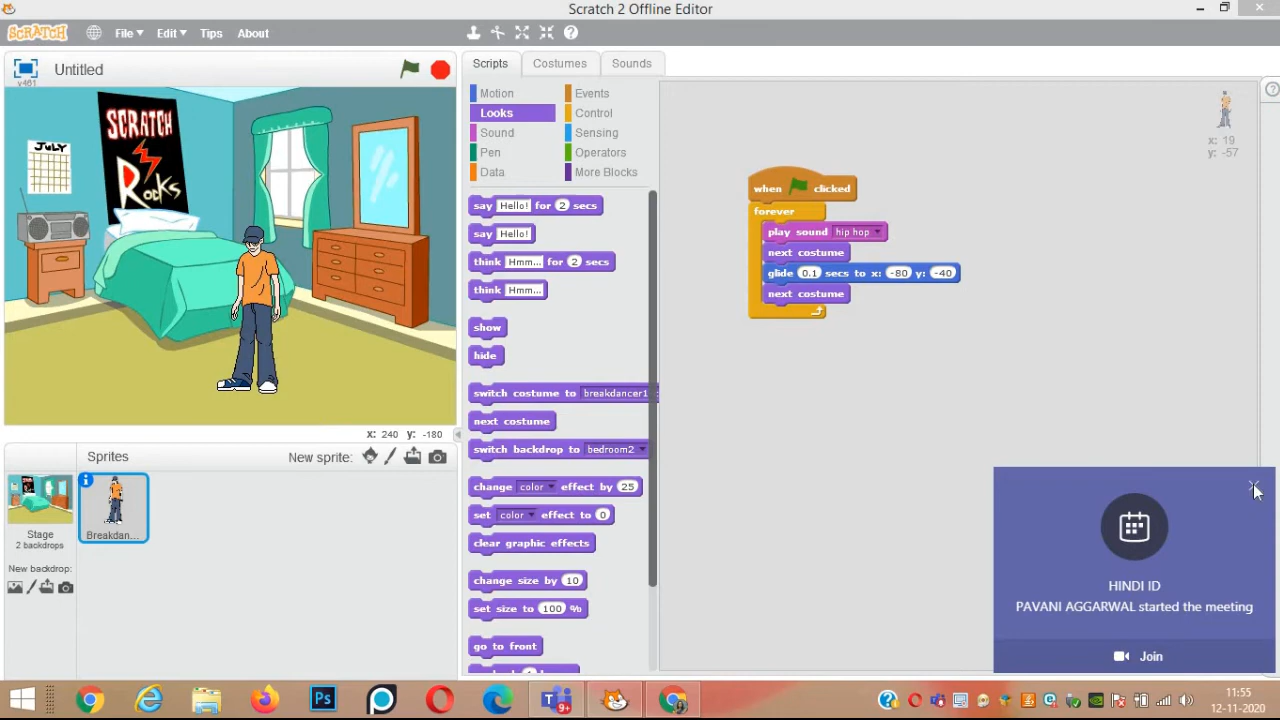 Scratch 2 Offline Editor
SCRATCH File Edit Tips About
v461 Untitled
SCRATCH
Rocks
JULY
x: 240 y: -180
Sprites New sprite:
Stage
2 backdrops
New backdrop:
Breakdan...
Scripts Costumes Sounds
Motion Events
Looks Control
Sound Sensing
Pen Operators
Data More Blocks
say Hello! for 2 secs
say Hello!
think Hmm... for 2 secs
think Hmm...
show
hide
switch costume to breakdancer1
next costume
switch backdrop to bedroom2
change color effect by 25
set color effect to 0
clear graphic effects
change size by 10
set size to 100 %
go to front
x: 19
y: -57
when clicked
forever
play sound hip hop
next costume
glide 0.1 secs to x: -80 y: -40
next costume
HINDI ID
PAVANI AGGARWAL started the meeting
Join
Ps
9+
11:55
12-11-2020